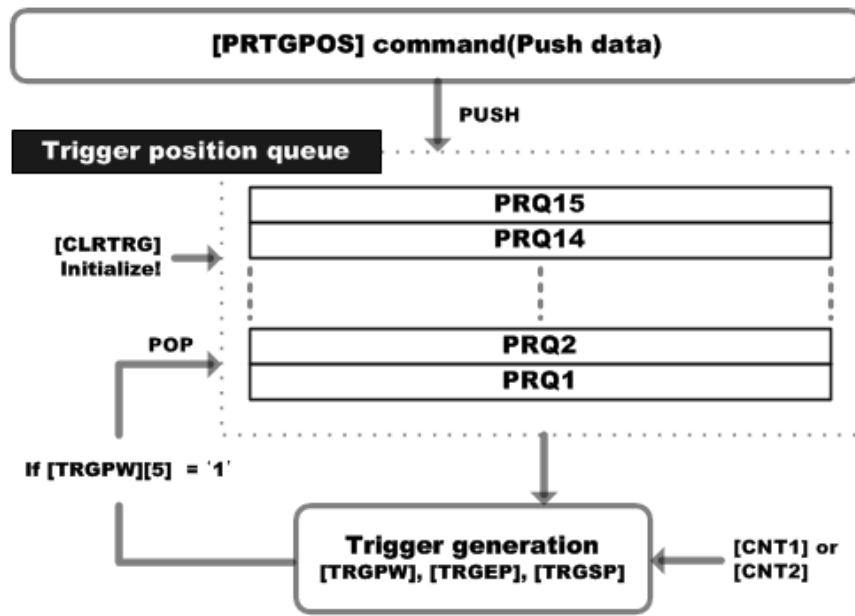 [PRTGPOS] command(Push data)
PUSH
Trigger position queue
PRQ15
PRQ14
[CLRTRG]
Initialize!
POP
PRQ2
PRQ1
If [TRGPW][5] = '1'
Trigger generation
[TRGPW], [TRGEP], [TRGSP]
[CNT1] or
[CNT2]